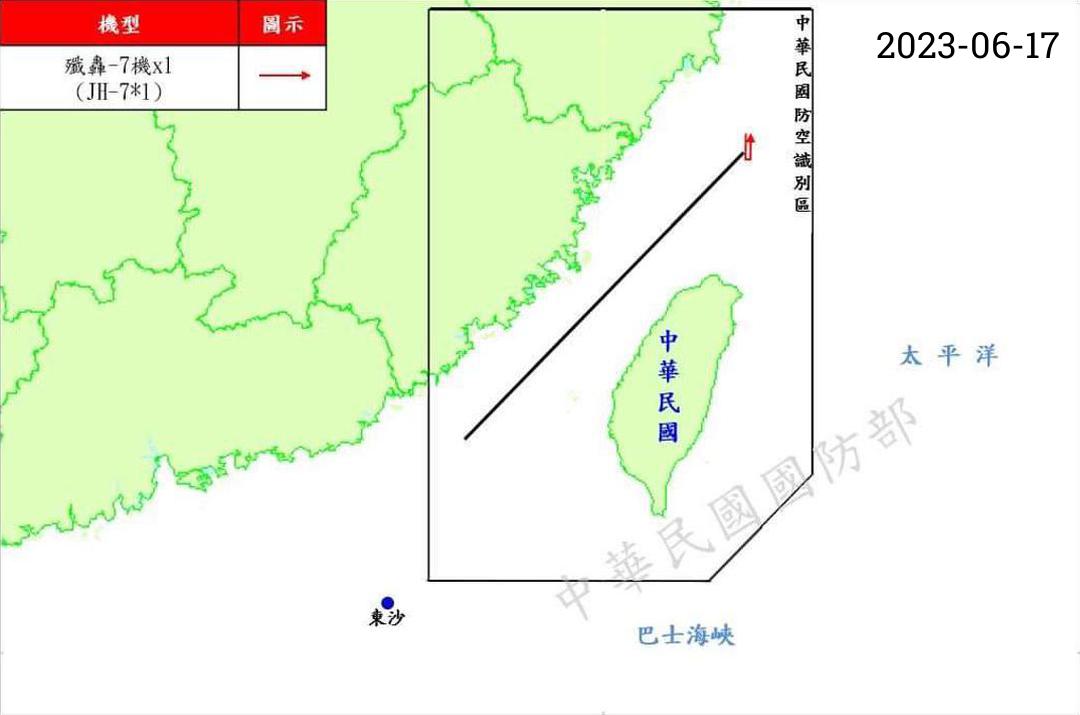 機型
圖示
殲轟-7機x1
(JH-7*1)
2023-06-17
中華民國防空識別區
中華民國
太平洋
中華民國國防部
東沙
巴士海峽